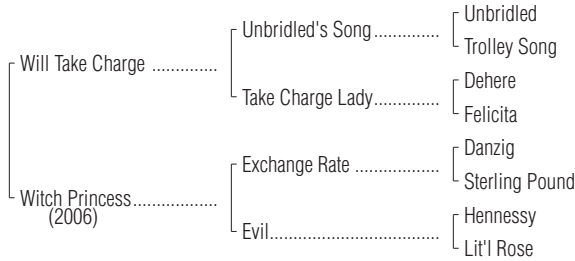 Unbridled
Unbridled's Song...............
Trolley Song
Will Take Charge ...............
Dehere
Take Charge Lady...............
Felicita
Danzig
Exchange Rate ...................
Sterling Pound
Witch Princess...................
(2006)
Hennessy
Evil......................................
Lit'l Rose